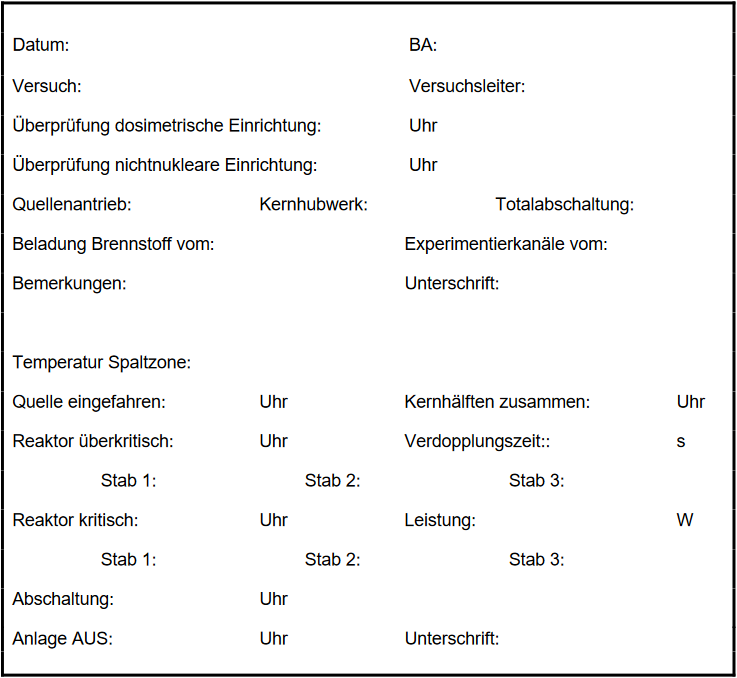 Datum: BA:
Versuch: Versuchsleiter:
Überprüfung dosimetrische Einrichtung: Uhr
Überprüfung nichtnukleare Einrichtung: Uhr
Quellenantrieb: Kernhubwerk: Totalabschaltung:
Beladung Brennstoff vom: Experimentierkanäle vom:
Bemerkungen: Unterschrift:
Temperatur Spaltzone:
Quelle eingefahren: Uhr Kernhälften zusammen: Uhr
Reaktor überkritisch: Uhr Verdopplungszeit:: s
Stab 1: Stab 2: Stab 3:
Reaktor kritisch: Uhr Leistung: W
Stab 1: Stab 2: Stab 3:
Abschaltung: Uhr
Anlage AUS: Uhr Unterschrift: